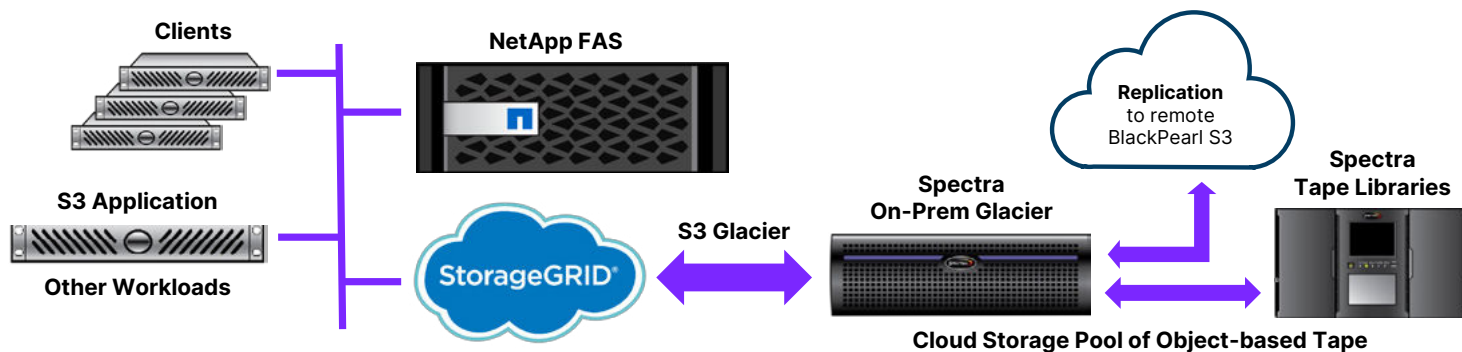 Clients
NetApp FAS
S3 Application
Other Workloads
StorageGRID®
S3 Glacier
Spectra
On-Prem Glacier
Replication
to remote
BlackPearl S3
Spectra
Tape Libraries
Cloud Storage Pool of Object-based Tape